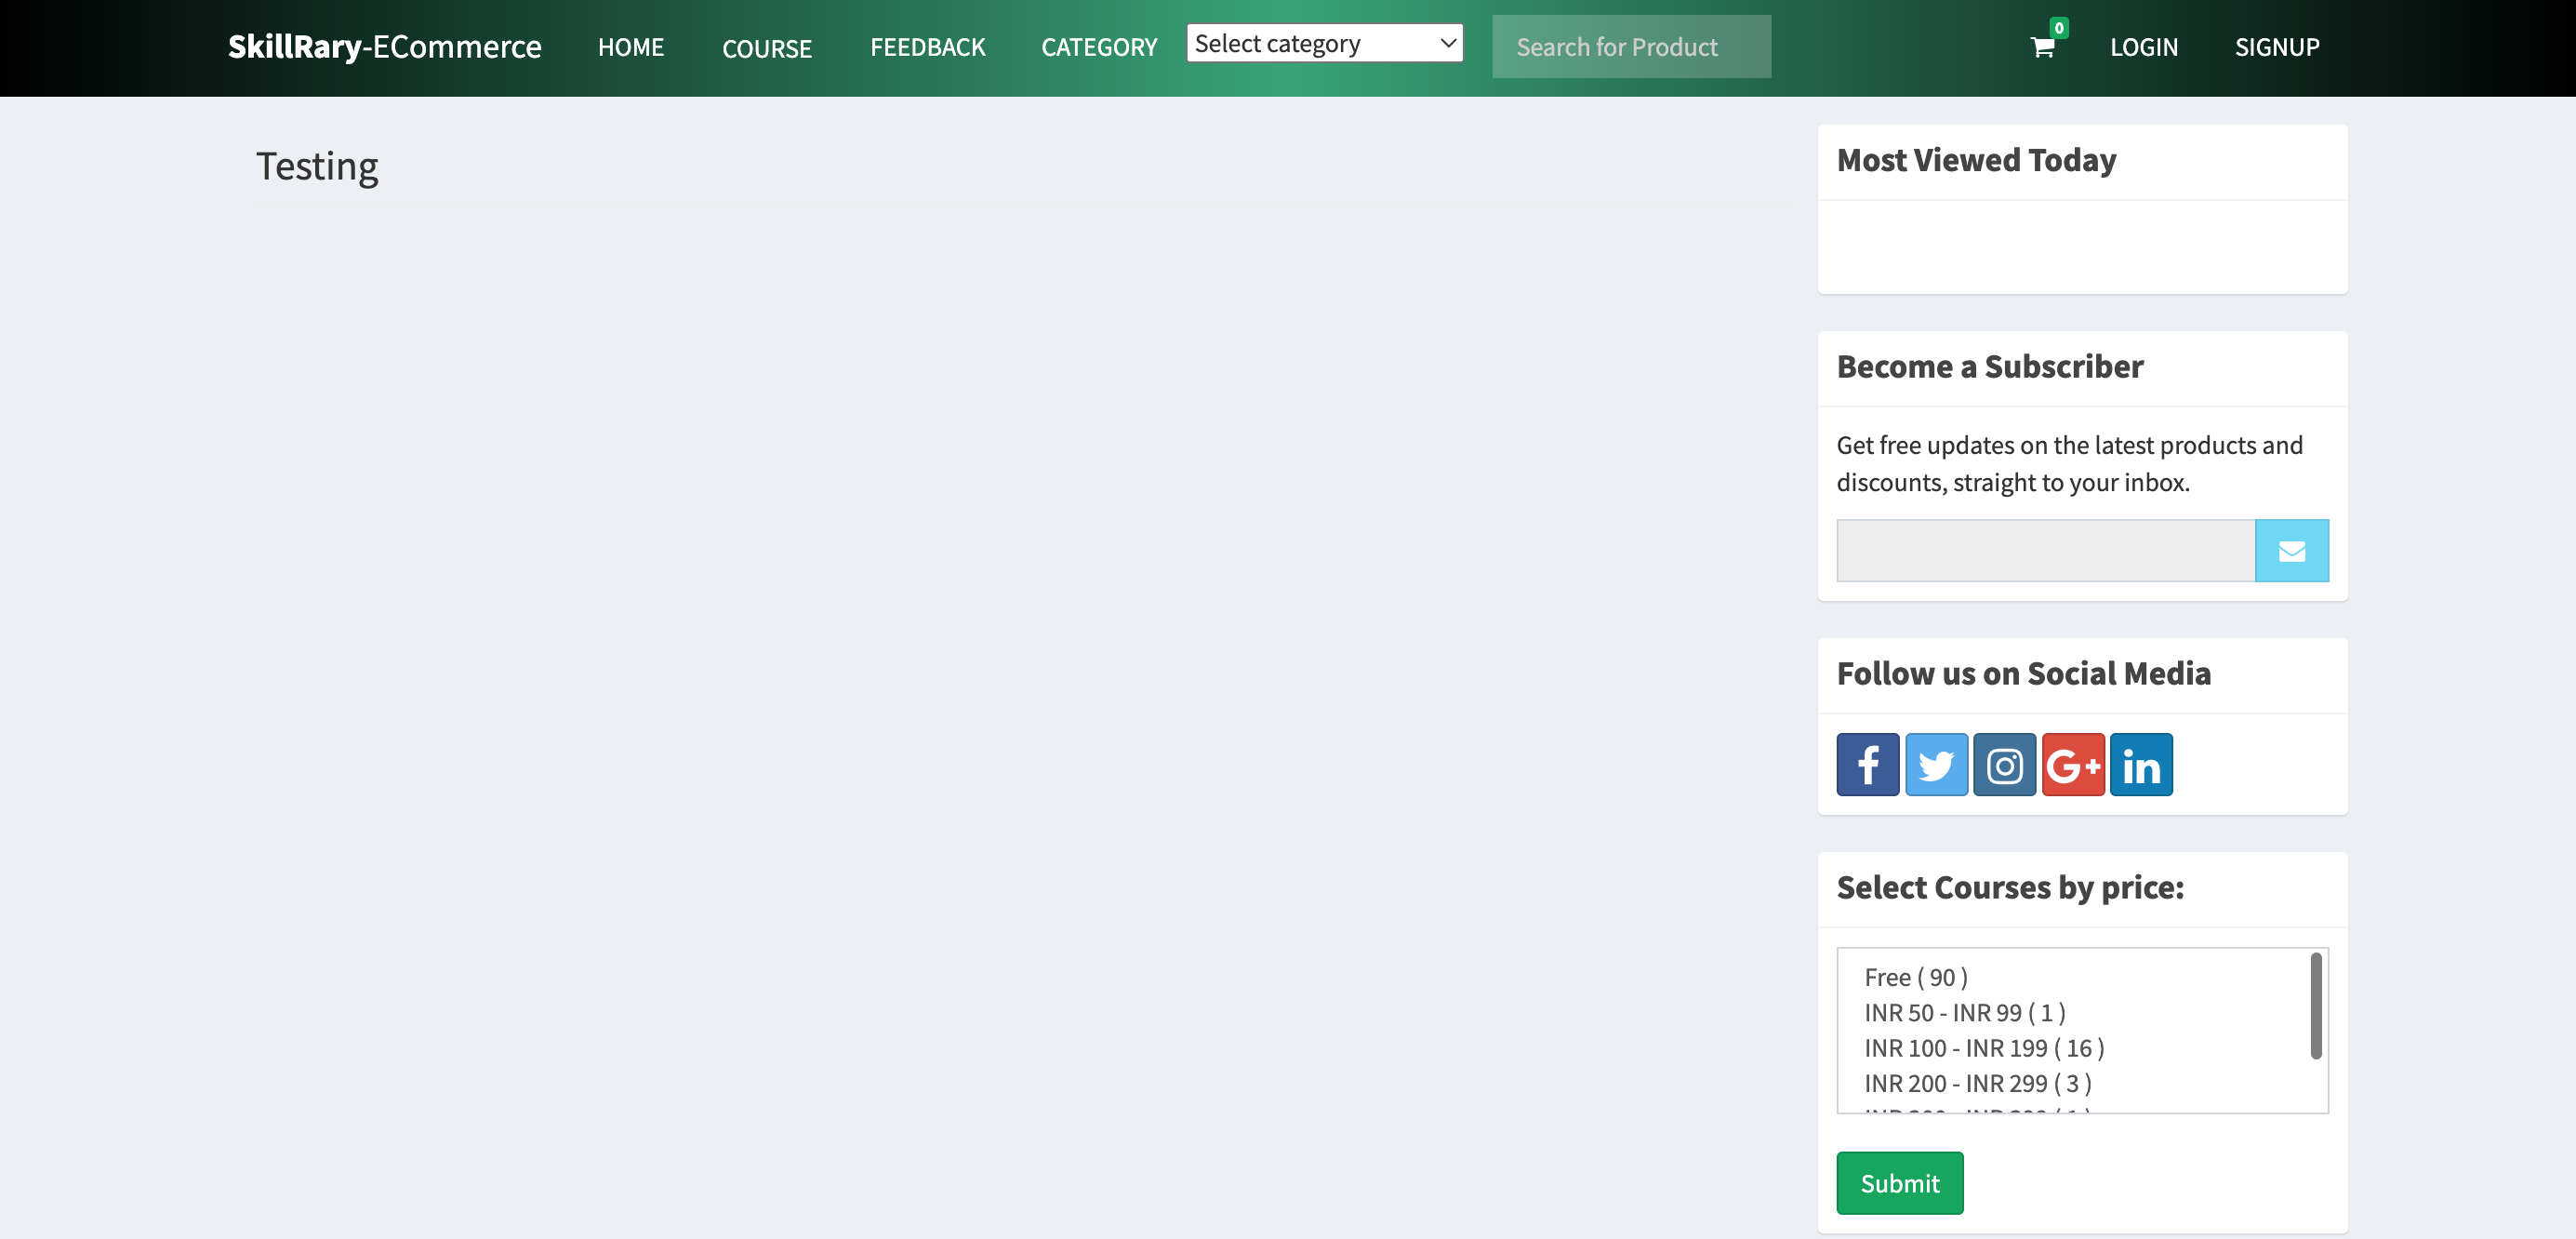 SkillRary-ECommerce HOME COURSE FEEDBACK CATEGORY Select category Search for Product 0 LOGIN SIGNUP
Testing
Most Viewed Today
Become a Subscriber
Get free updates on the latest products and
discounts, straight to your inbox.
Follow us on Social Media
Select Courses by price:
Free ( 90 )
INR 50 - INR 99 ( 1 )
INR 100 - INR 199 ( 16 )
INR 200 - INR 299 ( 3 )
Submit